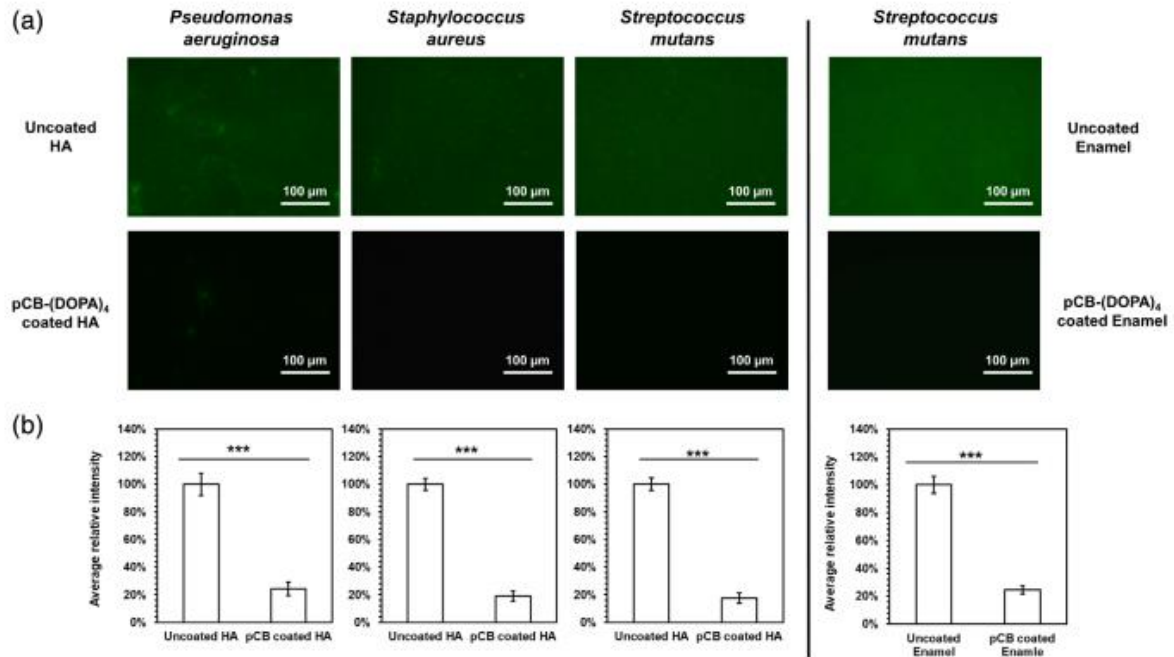 (a)
Pseudomonas
aeruginosa
Staphylococcus
aureus
Streptococcus
mutans
Streptococcus
mutans
Uncoated
HA
100 µm
100 µm
100 µm
100 µm
Uncoated
Enamel
pCB-(DOPA)₄
coated HA
100 µm
100 µm
100 µm
100 µm
pCB-(DOPA)₄
coated Enamel
(b)
Average relative intensity
140%
120%
100%
80%
60%
40%
20%
0%
***
Uncoated HA
pCB coated HA
140%
120%
100%
80%
60%
40%
20%
0%
***
Uncoated HA
pCB coated HA
140%
120%
100%
80%
60%
40%
20%
0%
***
Uncoated HA
pCB coated HA
Average relative intensity
140%
120%
100%
80%
60%
40%
20%
0%
***
Uncoated
Enamel
pCB coated
Enamle